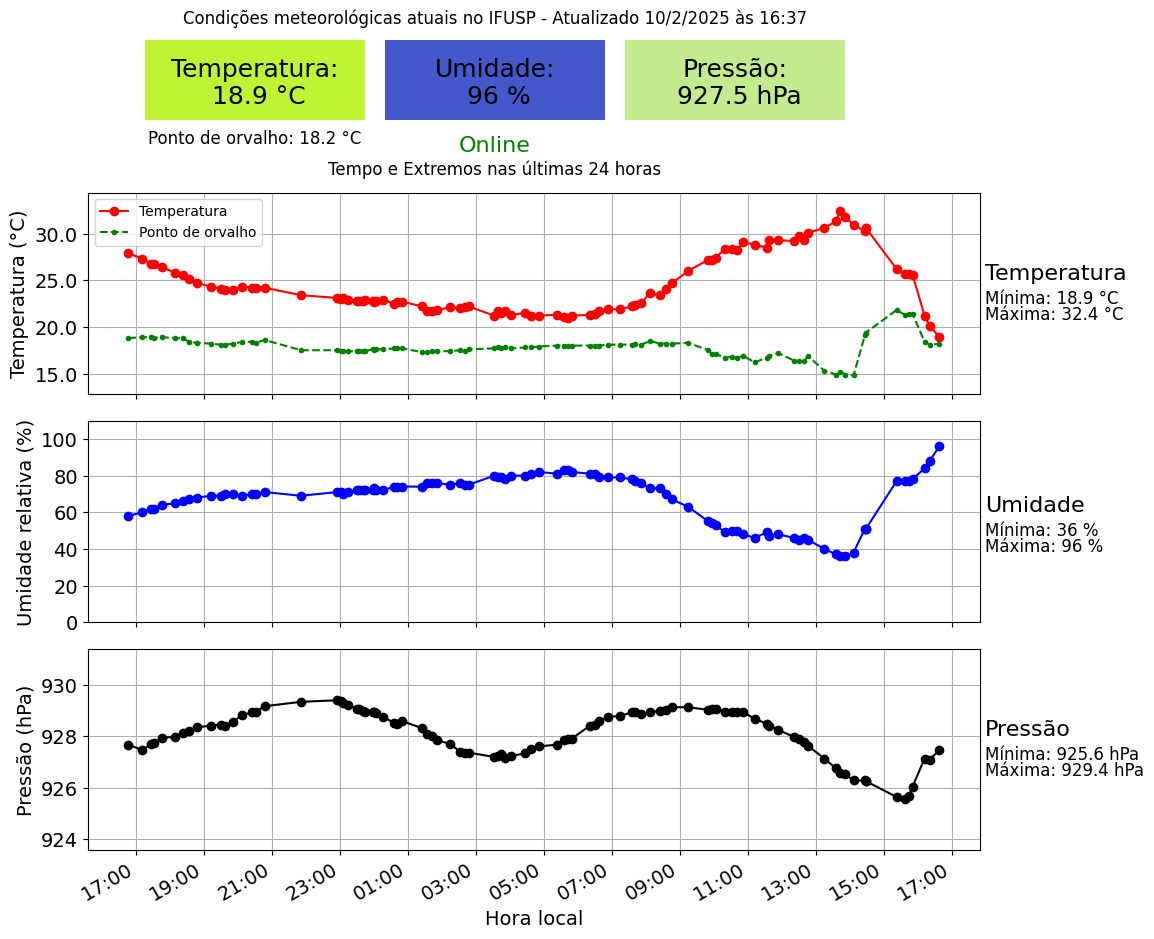 Condições meteorológicas atuais no IFUSP - Atualizado 10/2/2025 às 16:37
Temperatura:
18.9 °C
Umidade:
96 %
Pressão:
927.5 hPa
Ponto de orvalho: 18.2 °C
Online
Tempo e Extremos nas últimas 24 horas
Temperatura (°C)
30.0
25.0
20.0
15.0
Temperatura
Ponto de orvalho
Temperatura
Mínima: 18.9 °C
Máxima: 32.4 °C
Umidade relativa (%)
100
80
60
40
20
0
Umidade
Mínima: 36 %
Máxima: 96 %
Pressão (hPa)
930
928
926
924
Pressão
Mínima: 925.6 hPa
Máxima: 929.4 hPa
17:00
19:00
21:00
23:00
01:00
03:00
05:00
07:00
09:00
11:00
13:00
15:00
17:00
Hora local